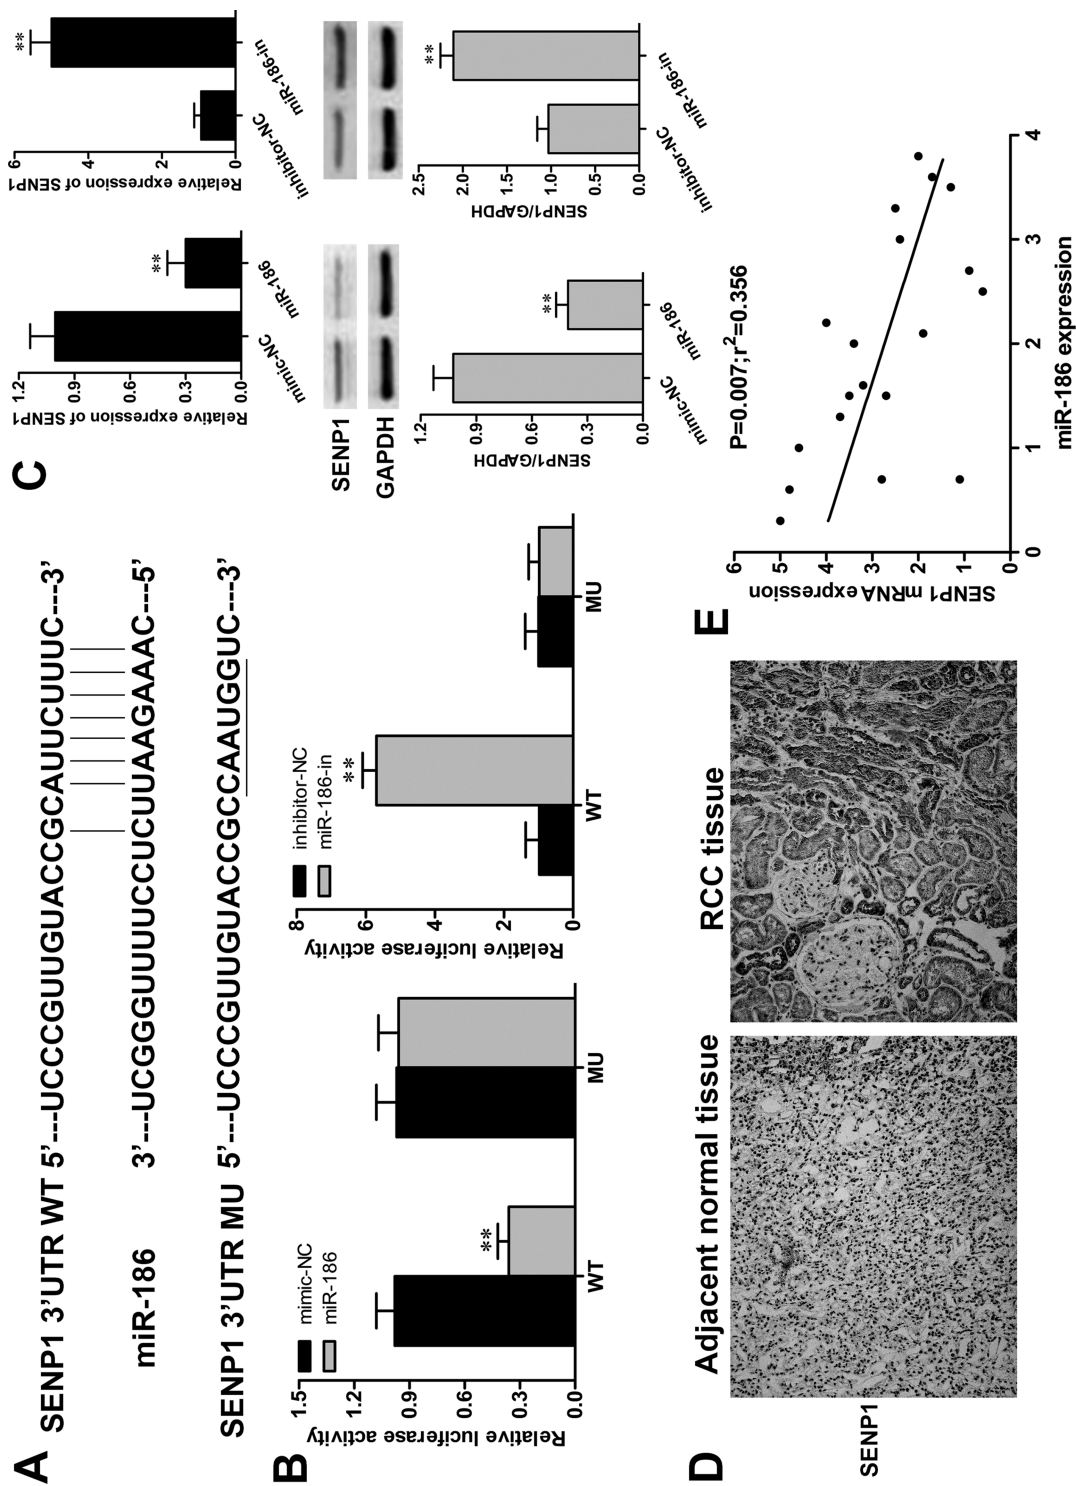 A
SENP1 3'UTR WT 5'---UCCCGUUGUACCGCAUUCUUUC---3'
miR-186 3'---UCGGGUUUUCCUCUUAAGAAAC---5'
SENP1 3'UTR MU 5'---UCCCGUUGUACCGCCAAUGGUC---3'
B
mimic-NC
miR-186
Relative luciferase activity
1.5
1.2
0.9
0.6
0.3
0.0
**
WT
MU
inhibitor-NC
miR-186-in
Relative luciferase activity
8
6
4
2
0
**
WT
MU
C
Relative expression of SENP1
1.2
0.9
0.6
0.3
0.0
**
mimic-NC
miR-186
Relative expression of SENP1
6
4
2
0
**
inhibitor-NC
miR-186-in
SENP1
GAPDH
SENP1/GAPDH
1.2
0.9
0.6
0.3
0.0
**
mimic-NC
miR-186
SENP1/GAPDH
2.5
2.0
1.5
1.0
0.5
0.0
**
inhibitor-NC
miR-186-in
D
Adjacent normal tissue
RCC tissue
SENP1
E
P=0.007;r²=0.356
SENP1 mRNA expression
6
5
4
3
2
1
0
0
1
2
3
4
miR-186 expression